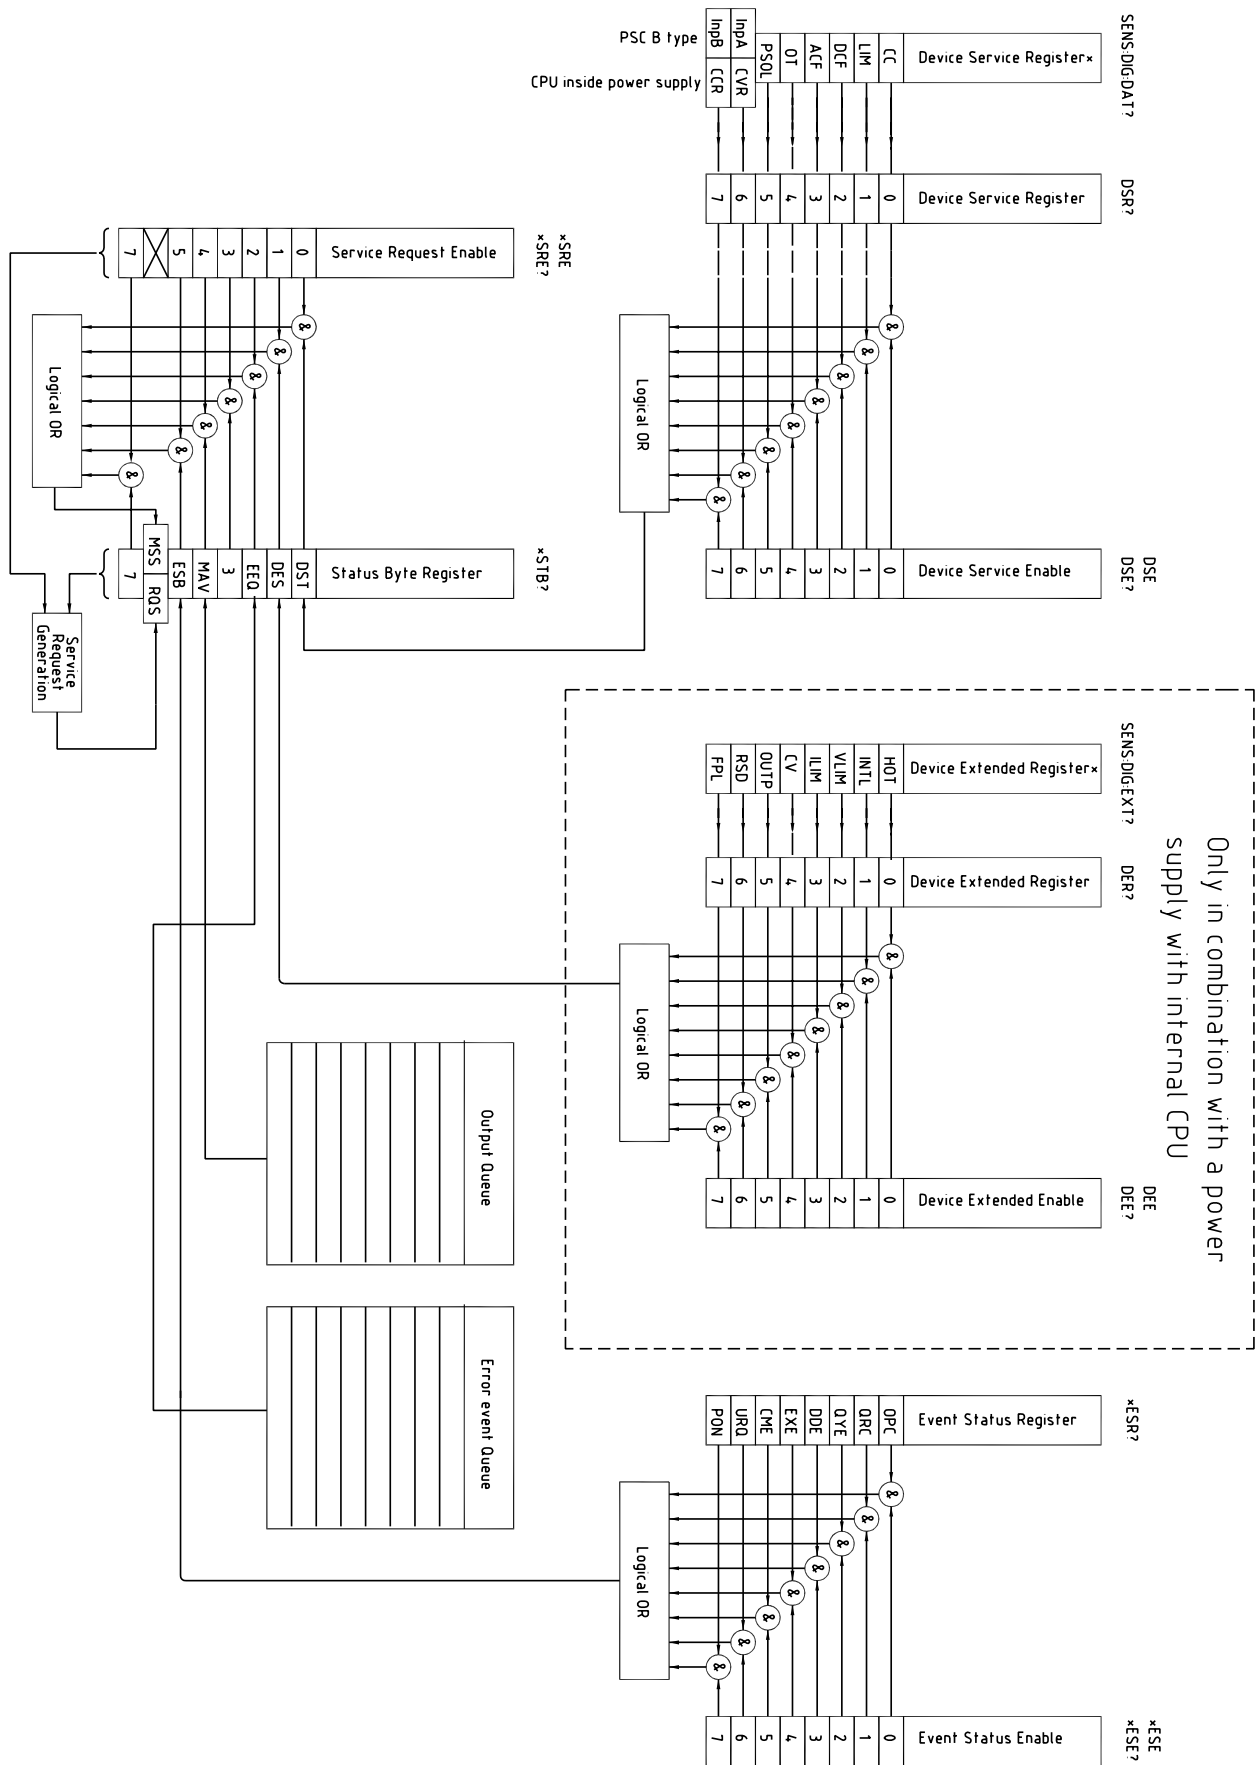 SENS:DIG:DAT?
Device Service Register*
CC
LIM
DCF
ACF
OT
PSOL
InpA
InpB
CVR
CCR
PSC B type
CPU inside power supply
DSR?
Device Service Register
0
1
2
3
4
5
6
7
&
&
&
&
&
&
&
&
Logical OR
DSE
DSE?
Device Service Enable
0
1
2
3
4
5
6
7
*SRE
*SRE?
Service Request Enable
0
1
2
3
4
5
7
&
&
&
&
&
&
&
Logical OR
*STB?
Status Byte Register
DST
DES
EEQ
3
MAV
ESB
MSS
RQS
7
Service
Request
Generation
Only in combination with a power
supply with internal CPU
SENS:DIG:EXT?
Device Extended Register*
HOT
INTL
VLIM
ILIM
CV
OUTP
RSD
FPL
DER?
Device Extended Register
0
1
2
3
4
5
6
7
&
&
&
&
&
&
&
&
Logical OR
DEE
DEE?
Device Extended Enable
0
1
2
3
4
5
6
7
Output Queue
Error event Queue
*ESR?
Event Status Register
OPC
QRC
QYE
DDE
EXE
CME
URQ
PON
&
&
&
&
&
&
&
&
Logical OR
*ESE
*ESE?
Event Status Enable
0
1
2
3
4
5
6
7